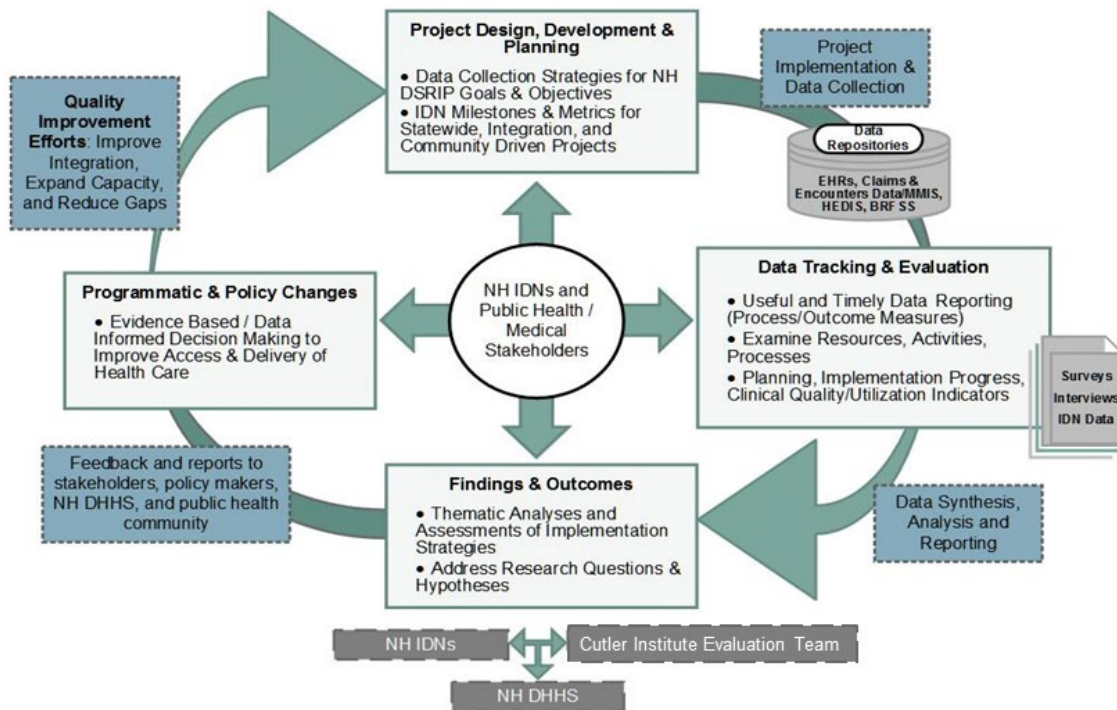 Project Design, Development &
Planning
● Data Collection Strategies for NH
DSRIP Goals & Objectives
● IDN Milestones & Metrics for
Statewide, Integration, and
Community Driven Projects
Project
Implementation &
Data Collection
Data
Repositories
EHRs, Claims &
Encounters Data/MMIS,
HEDIS, BRF SS
Quality
Improvement
Efforts: Improve
Integration,
Expand Capacity,
and Reduce Gaps
Programmatic & Policy Changes
● Evidence Based / Data
Informed Decision Making to
Improve Access & Delivery of
Health Care
NH IDNs and
Public Health /
Medical
Stakeholders
Data Tracking & Evaluation
● Useful and Timely Data Reporting
(Process/Outcome Measures)
● Examine Resources, Activities,
Processes
● Planning, Implementation Progress,
Clinical Quality/Utilization Indicators
Surveys
Interviews
IDN Data
Feedback and reports to
stakeholders, policy makers,
NH DHHS, and public health
community
Findings & Outcomes
● Thematic Analyses and
Assessments of Implementation
Strategies
● Address Research Questions &
Hypotheses
Data Synthesis,
Analysis and
Reporting
NH IDNs
Cutler Institute Evaluation Team
NH DHHS